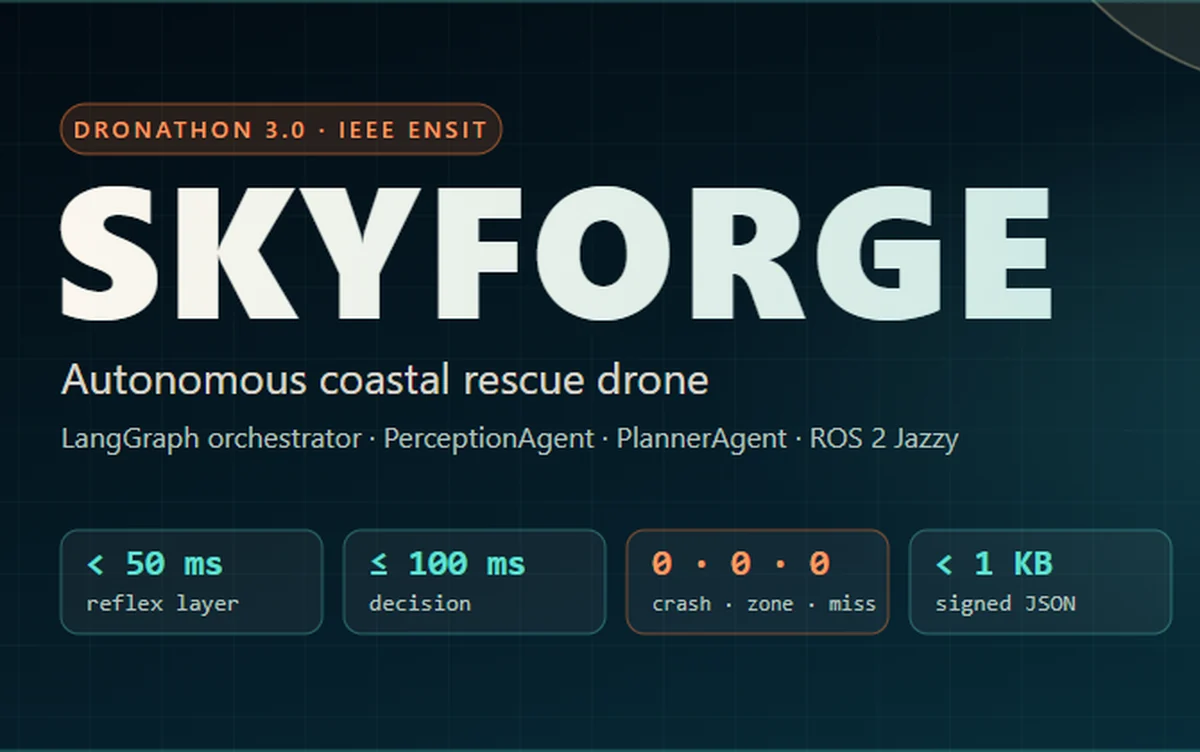 DRONATHON 3.0 · IEEE ENSIT
SKYFORGE
Autonomous coastal rescue drone
LangGraph orchestrator · PerceptionAgent · PlannerAgent · ROS 2 Jazzy
< 50 ms
reflex layer
≤ 100 ms
decision
0 · 0 · 0
crash · zone · miss
< 1 KB
signed JSON